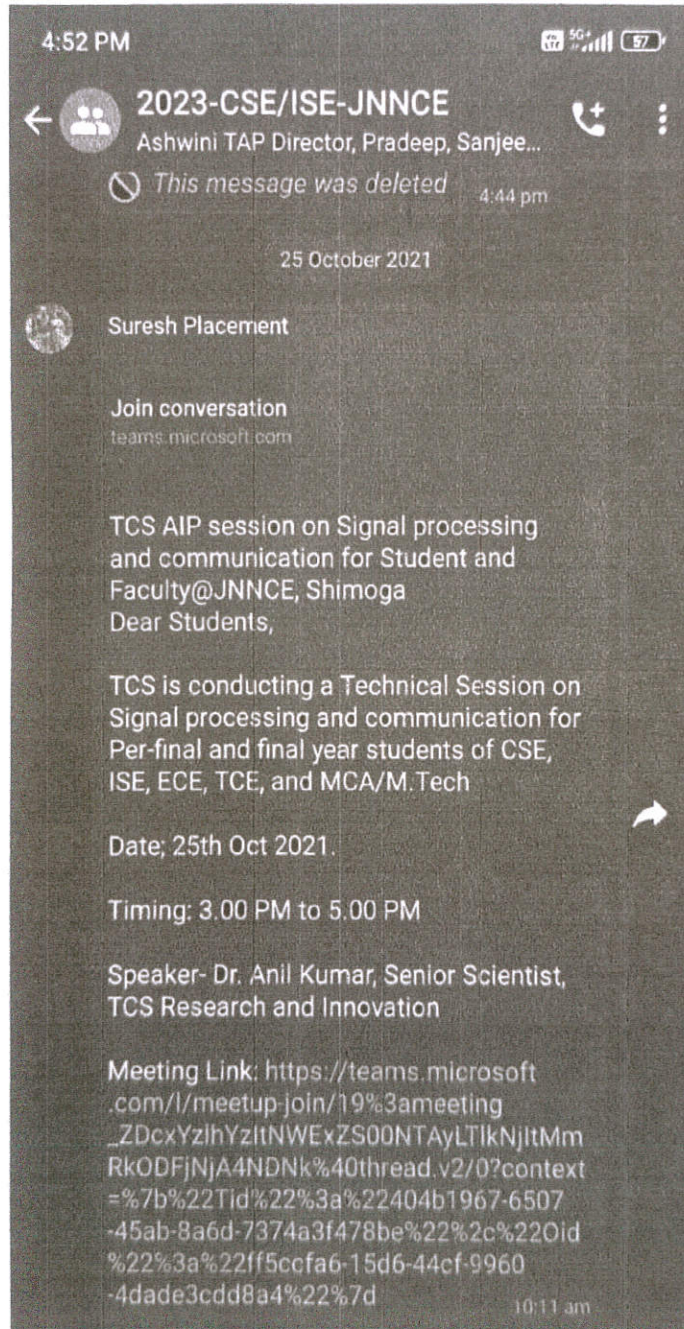 4:52 PM
Vo LTE 5G+ 57
2023-CSE/ISE-JNNCE
Ashwini TAP Director, Pradeep, Sanjee...
This message was deleted 4:44 pm
25 October 2021
Suresh Placement
Join conversation
teams.microsoft.com
TCS AIP session on Signal processing
and communication for Student and
Faculty@JNNCE, Shimoga
Dear Students,
TCS is conducting a Technical Session on
Signal processing and communication for
Per-final and final year students of CSE,
ISE, ECE, TCE, and MCA/M.Tech
Date; 25th Oct 2021.
Timing: 3.00 PM to 5.00 PM
Speaker- Dr. Anil Kumar, Senior Scientist,
TCS Research and Innovation
Meeting Link: https://teams.microsoft
.com/l/meetup-join/19%3ameeting
_ZDcxYzlhYzItNWExZS00NTAyLTlkNjItMm
RkODFjNjA4NDNk%40thread.v2/0?context
=%7b%22Tid%22%3a%22404b1967-6507
-45ab-8a6d-7374a3f478be%22%2c%22Oid
%22%3a%22ff5ccfa6-15d6-44cf-9960
-4dade3cdd8a4%22%7d
10:11 am